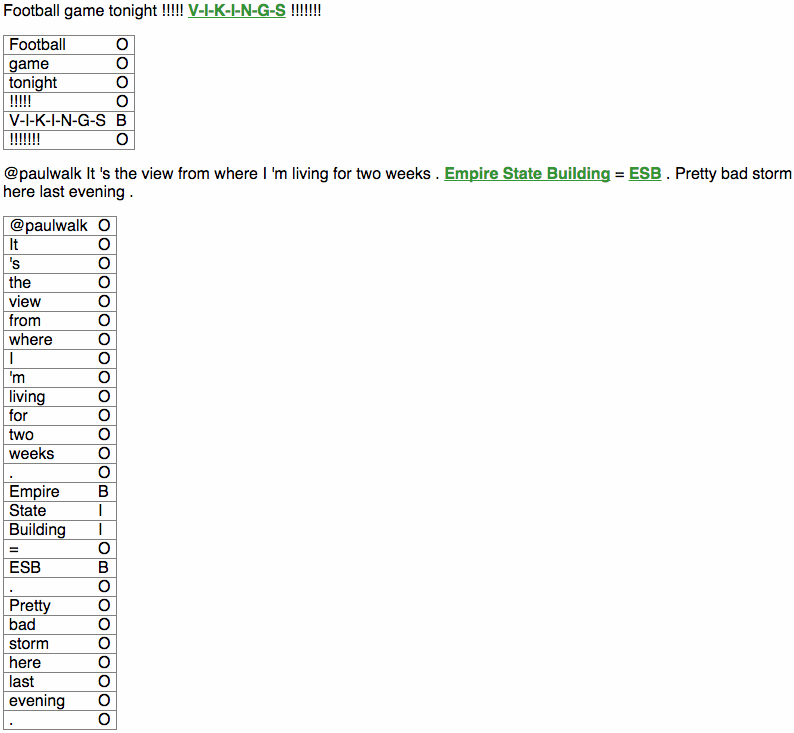 Football game tonight !!!!! V-I-K-I-N-G-S !!!!!!!
Football O
game O
tonight O
!!!!! O
V-I-K-I-N-G-S B
!!!!!!! O
@paulwalk It 's the view from where I 'm living for two weeks . Empire State Building = ESB . Pretty bad storm
here last evening .
@paulwalk O
It O
's O
the O
view O
from O
where O
I O
'm O
living O
for O
two O
weeks O
. O
Empire B
State I
Building I
= O
ESB B
. O
Pretty O
bad O
storm O
here O
last O
evening O
. O